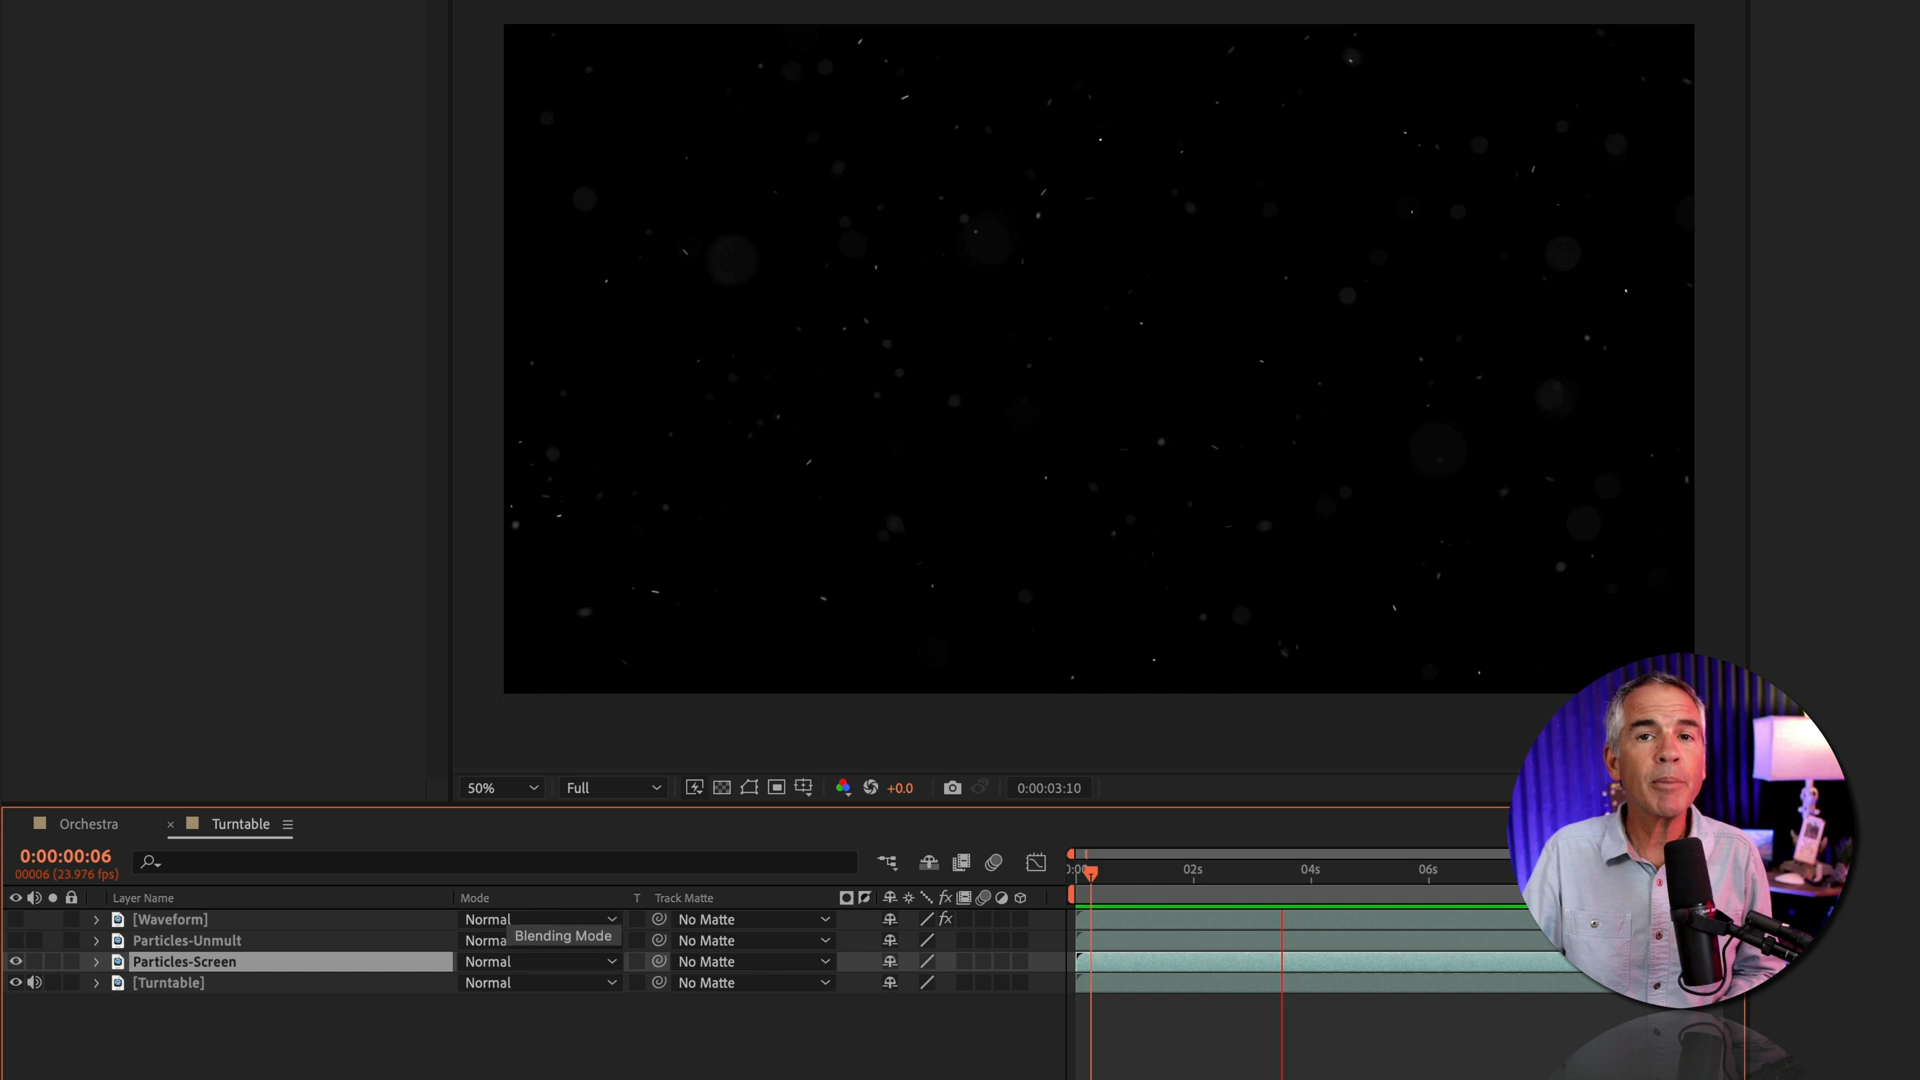 50% Full +0.0 0:00:03:10
Orchestra × Turntable
0:00:00:06
00006 (23.976 fps)
02s 04s 06s
Layer Name Mode T Track Matte fx
[Waveform] Normal No Matte fx
Blending Mode
Particles-Unmult Norma No Matte
Particles-Screen Normal No Matte
[Turntable] Normal No Matte